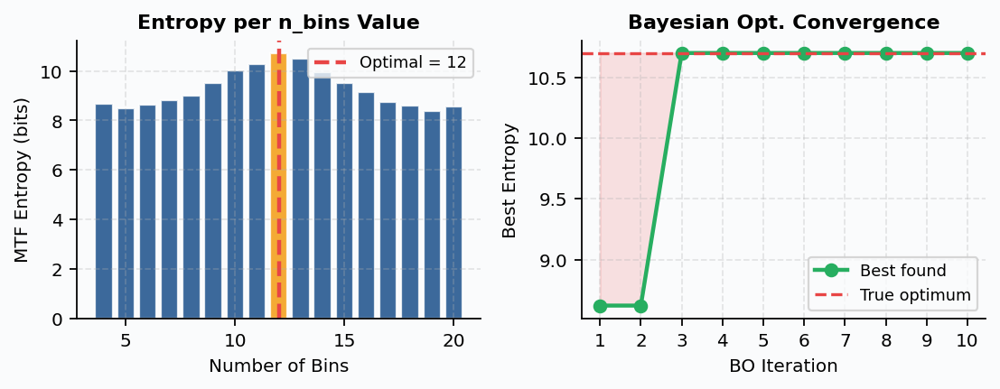 Entropy per n_bins Value
MTF Entropy (bits)
10
8
6
4
2
0
Optimal = 12
5 10 15 20
Number of Bins
Bayesian Opt. Convergence
Best Entropy
10.5
10.0
9.5
9.0
Best found
True optimum
1 2 3 4 5 6 7 8 9 10
BO Iteration